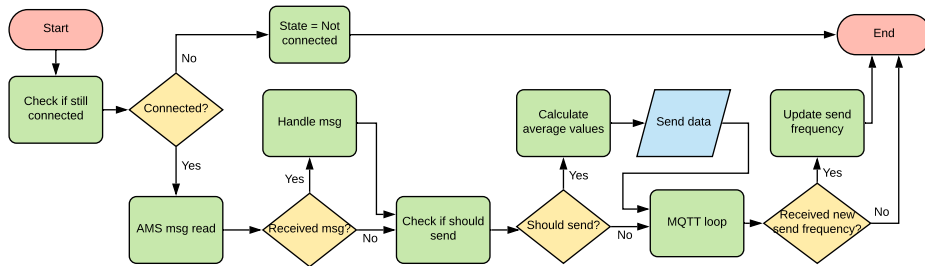 Start
Check if still
connected
Connected?
No
State = Not
connected
End
Yes
AMS msg read
Received msg?
Yes
Handle msg
No
Check if should
send
Should send?
Yes
Calculate
average values
Send data
No
MQTT loop
Received new
send frequency?
Yes
Update send
frequency
No